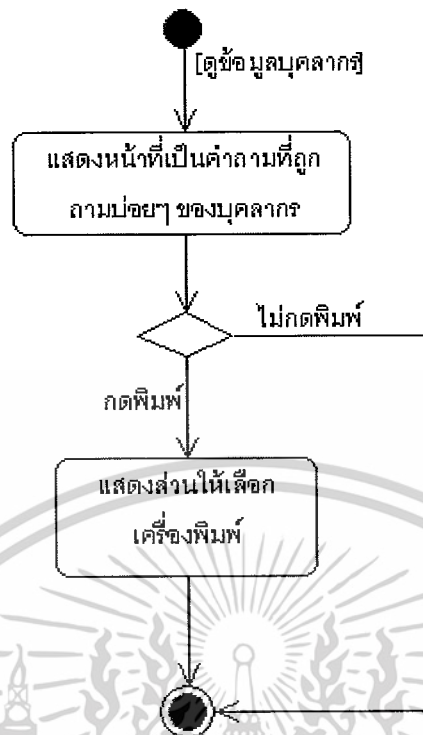 [ดูข้อมูลบุคลากร]
แสดงหน้าที่เป็นคำถามที่ถูก
ถามบ่อยๆ ของบุคลากร
ไม่กดพิมพ์
กดพิมพ์
แสดงส่วนให้เลือก
เครื่องพิมพ์